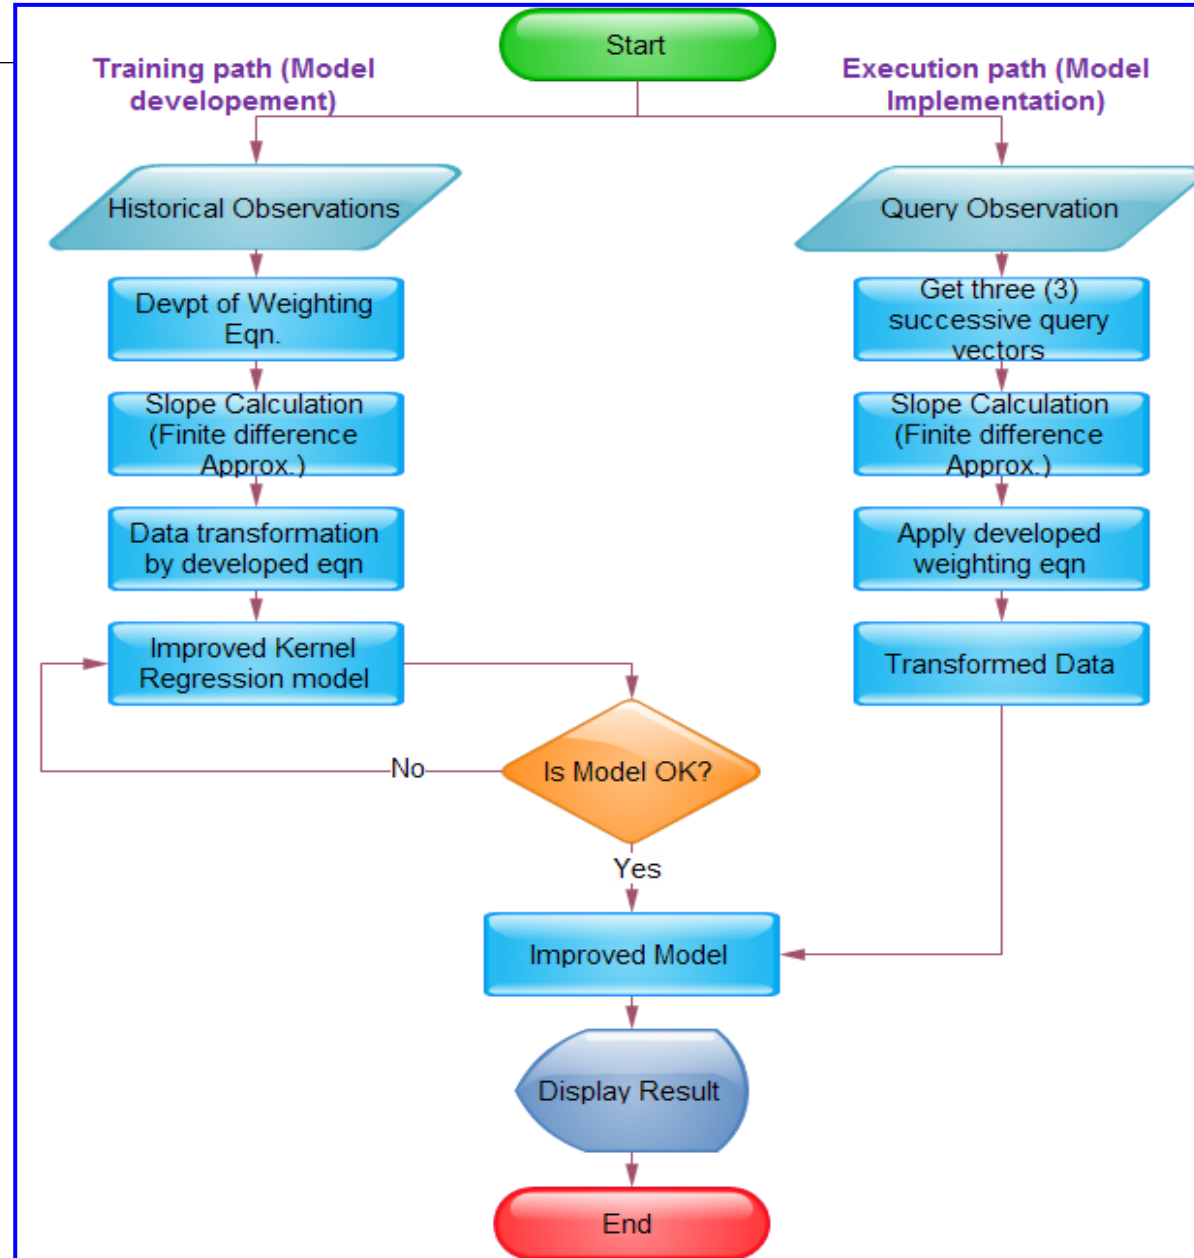 Start
Training path (Model
developement)
Execution path (Model
Implementation)
Historical Observations
Query Observation
Devpt of Weighting
Eqn.
Get three (3)
successive query
vectors
Slope Calculation
(Finite difference
Approx.)
Slope Calculation
(Finite difference
Approx.)
Data transformation
by developed eqn
Apply developed
weighting eqn
Improved Kernel
Regression model
Transformed Data
Is Model OK?
No
Yes
Improved Model
Display Result
End